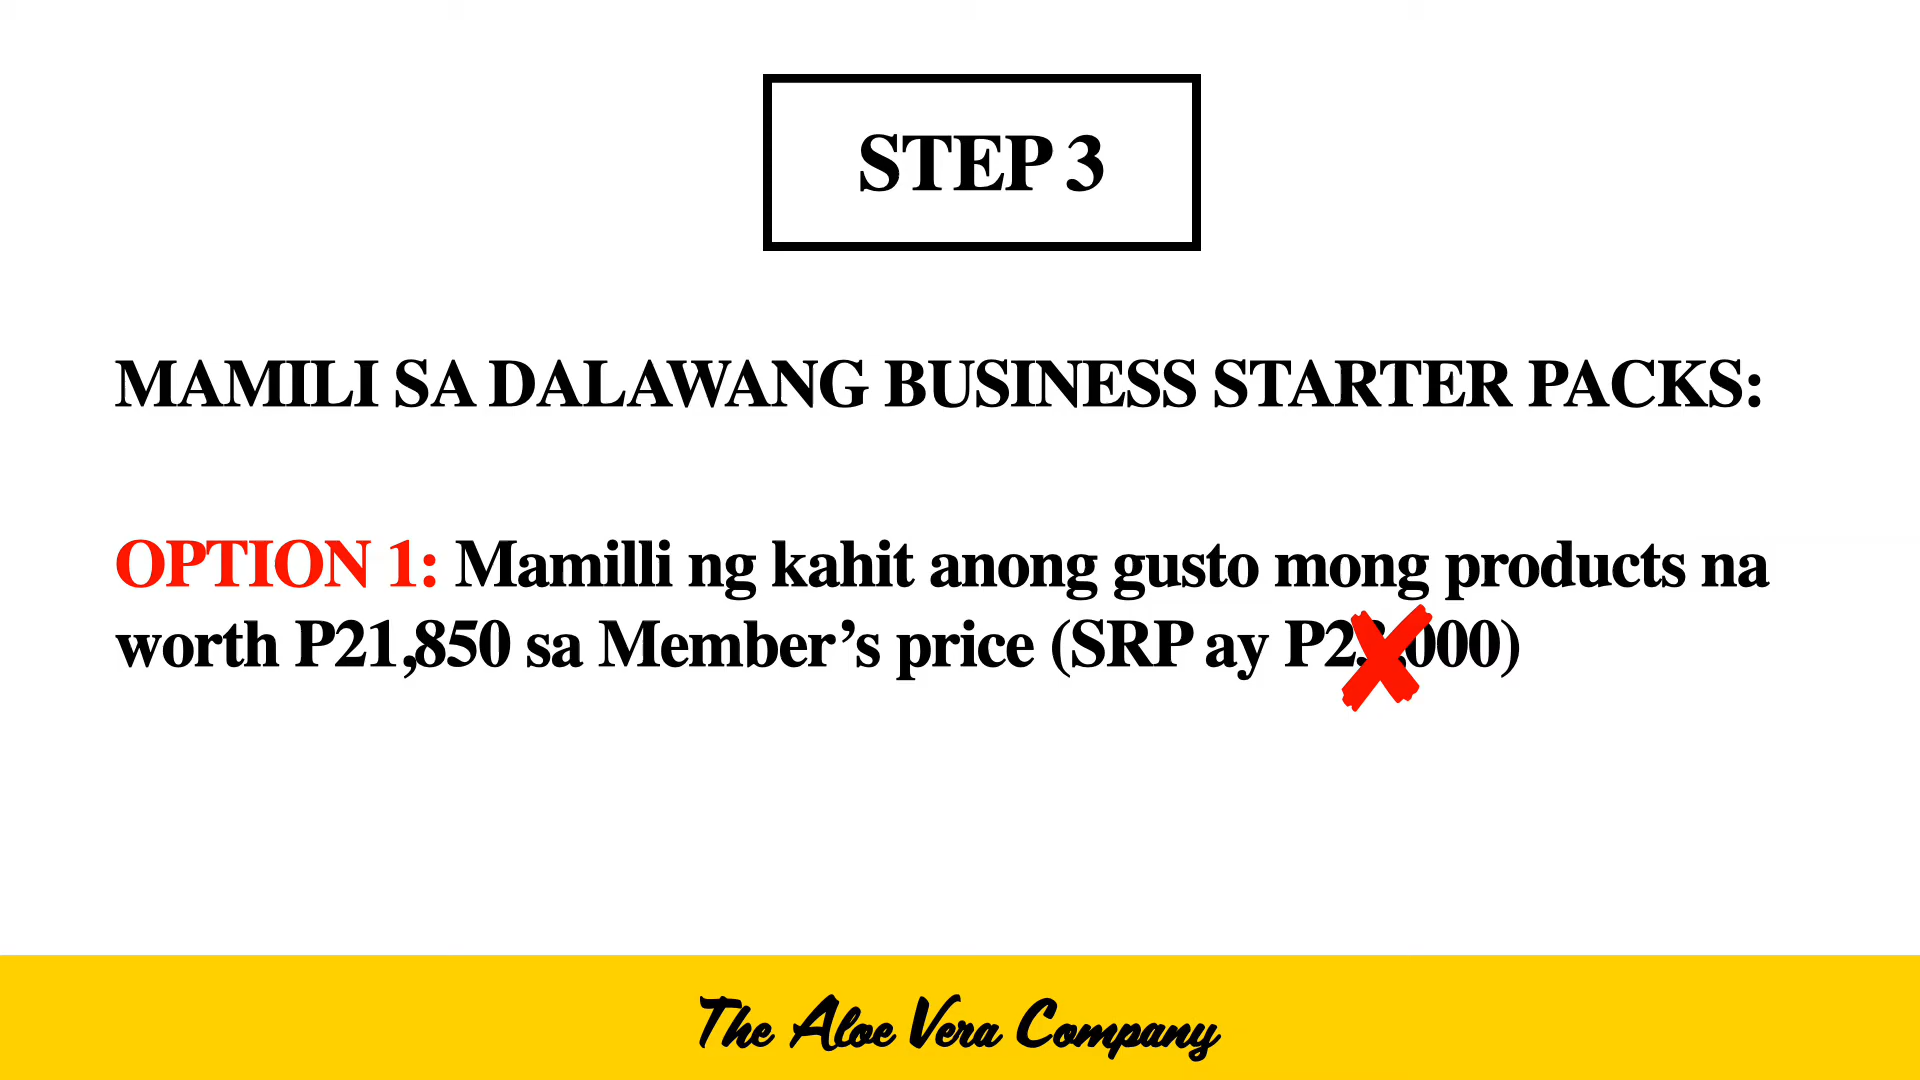 STEP 3
MAMILI SA DALAWANG BUSINESS STARTER PACKS:
OPTION 1: Mamilli ng kahit anong gusto mong products na
worth P21,850 sa Member’s price (SRP ay
The Aloe Vera Company